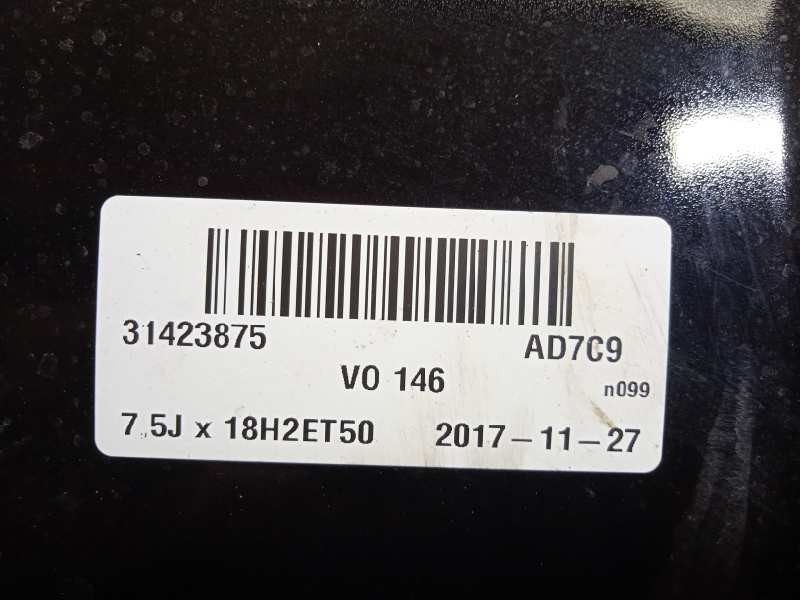 31423875 AD7C9
VO 146
n099
7.5J x 18H2ET50 2017-11-27